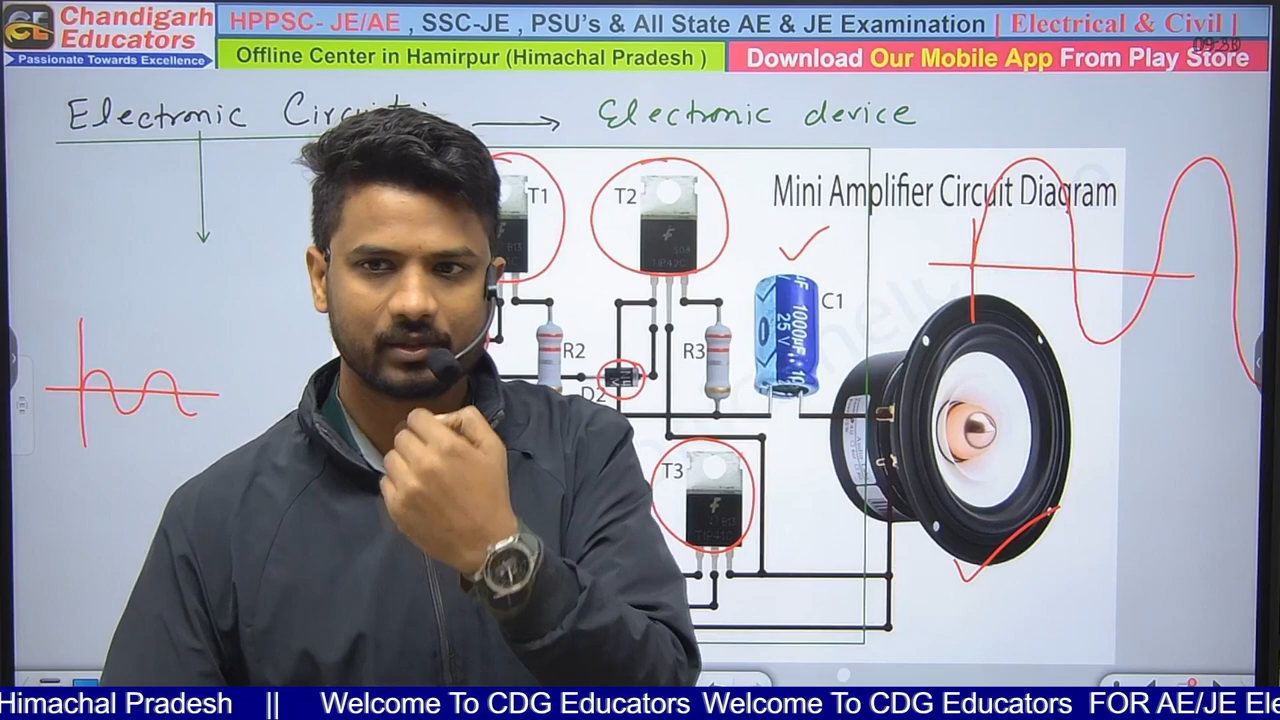 CE Chandigarh Educators
Passionate Towards Excellence
HPPSC- JE/AE , SSC-JE , PSU's & All State AE & JE Examination [ Electrical & Civil ]
Offline Center in Hamirpur (Himachal Pradesh )
Download Our Mobile App From Play Store
Electronic
Electronic device
T1
T2
Mini Amplifier Circuit Diagram
C1
1000µF
25 V
R2
R3
D2
T3
Himachal Pradesh || Welcome To CDG Educators Welcome To CDG Educators FOR AE/JE Ele